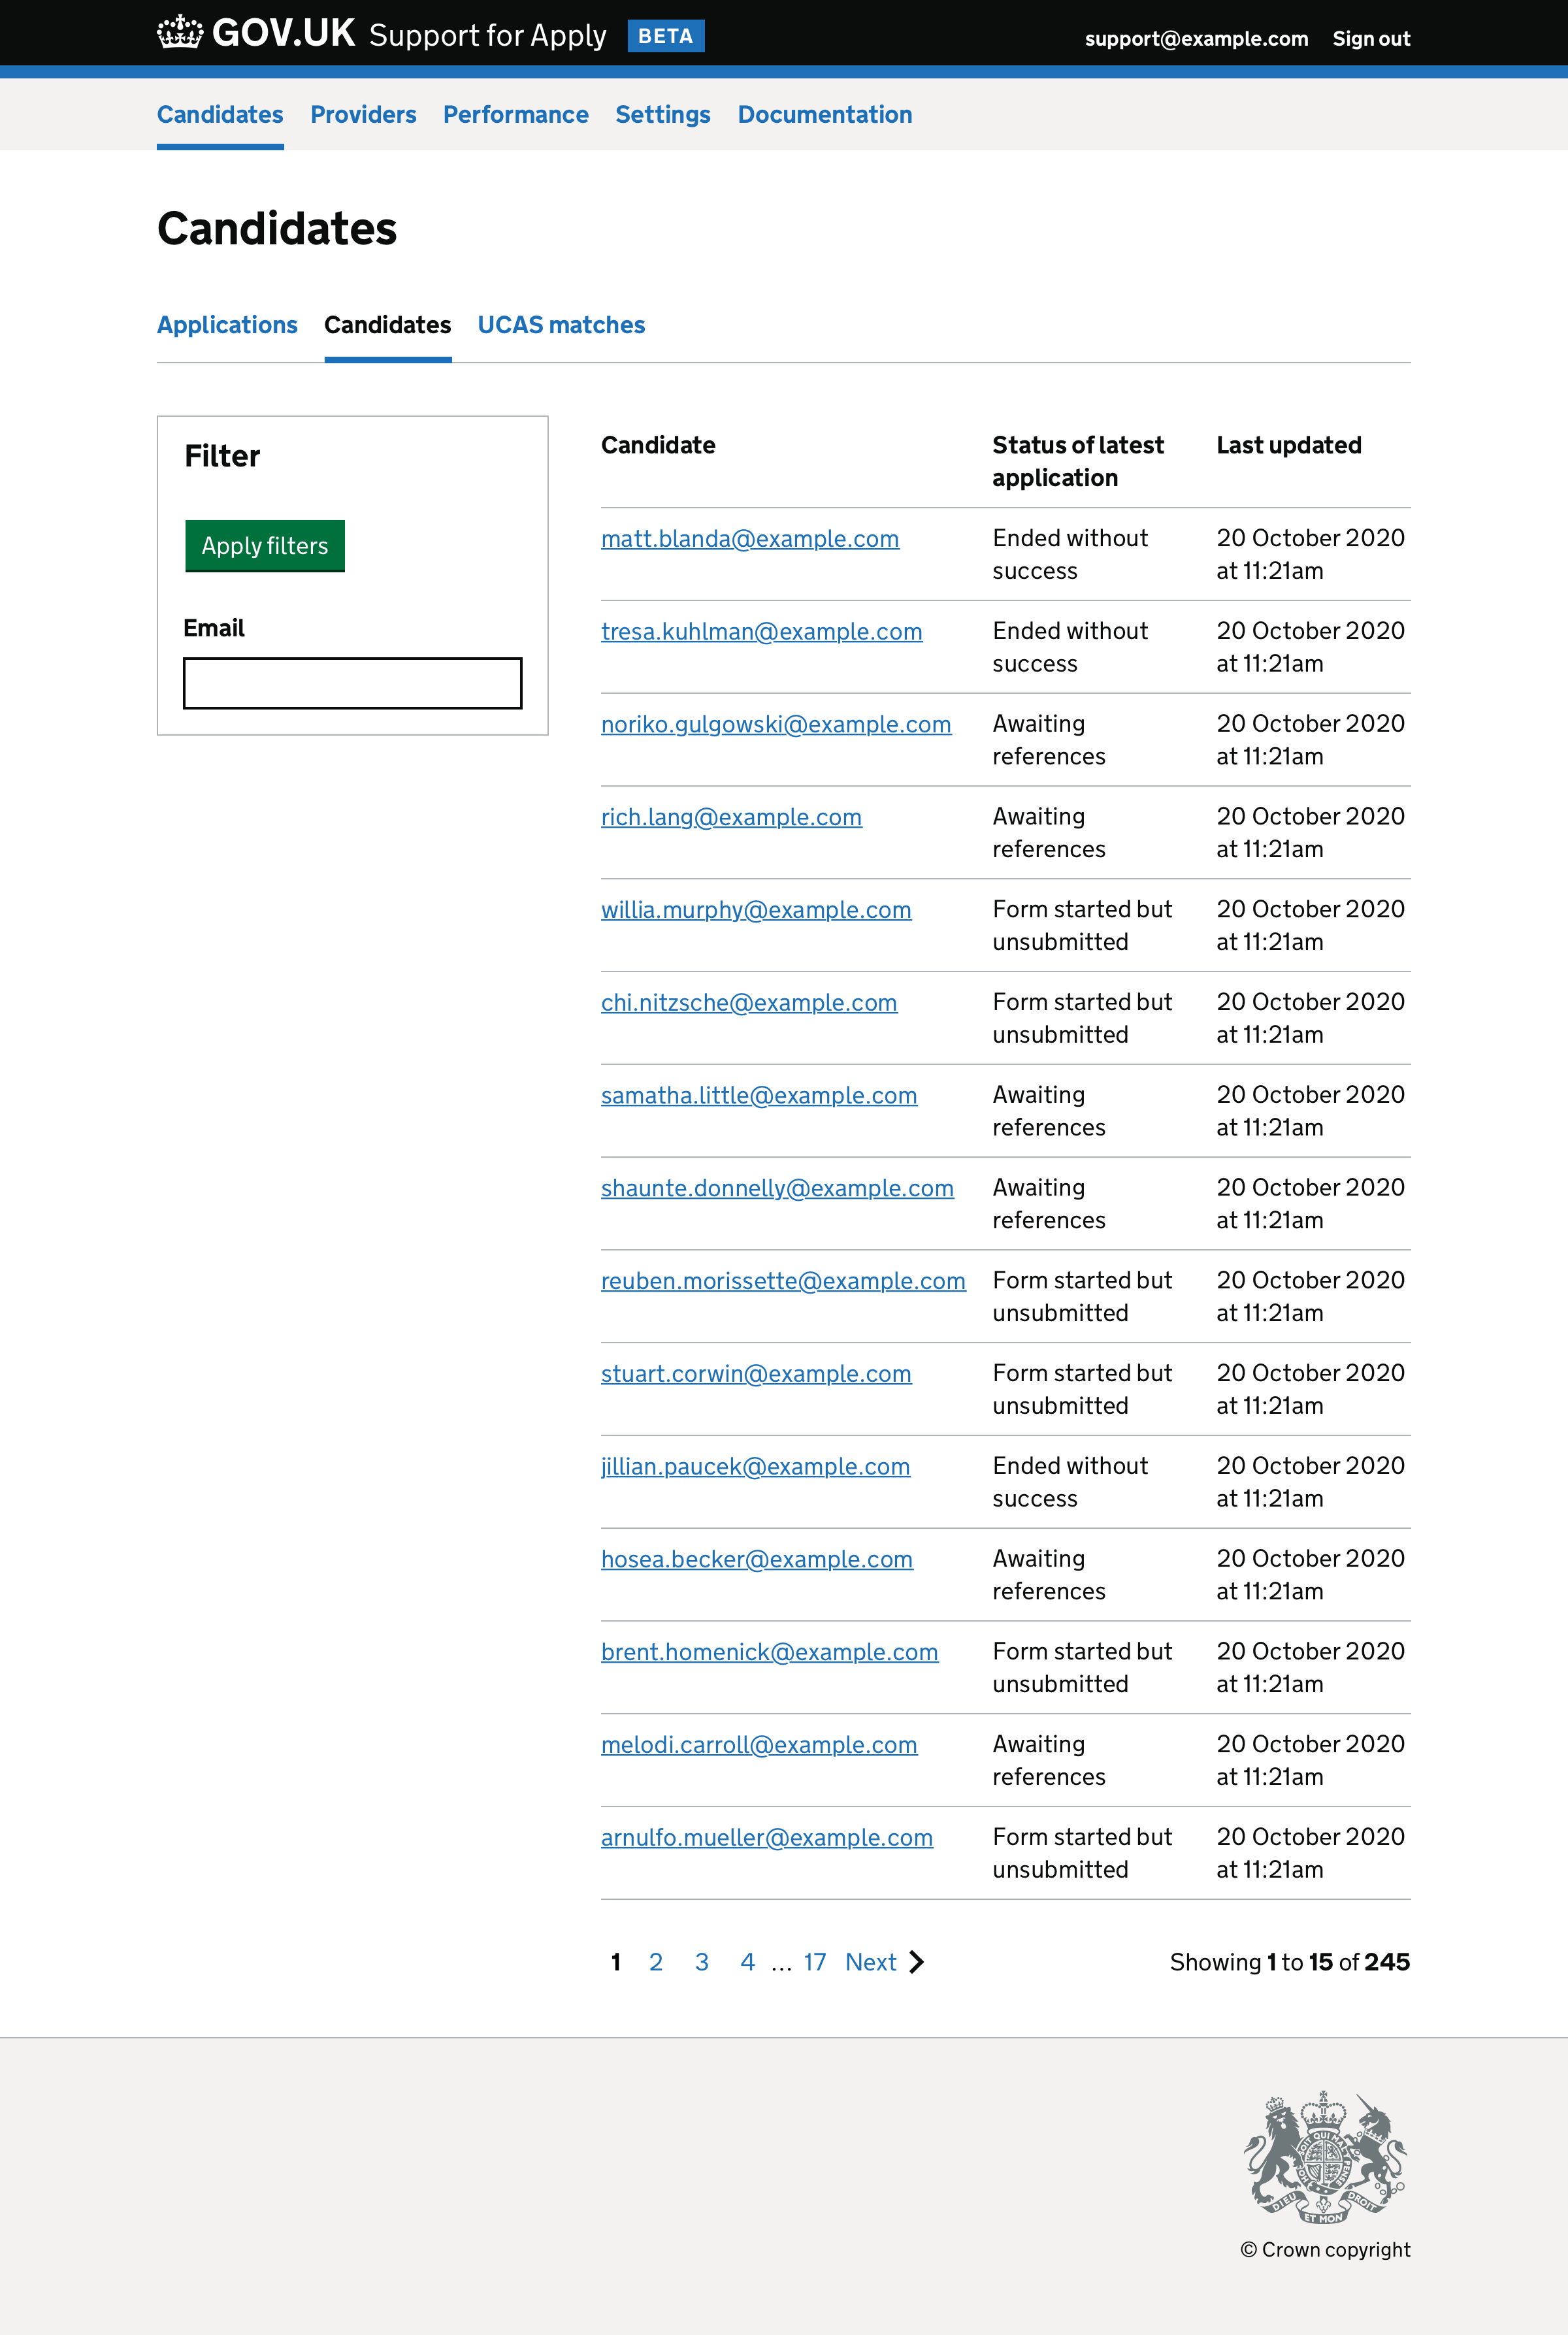 GOV.UK Support for Apply BETA support@example.com Sign out
Candidates Providers Performance Settings Documentation
Candidates
Applications Candidates UCAS matches
Filter
Apply filters
Email
Candidate Status of latest application Last updated
matt.blanda@example.com Ended without success 20 October 2020 at 11:21am
tresa.kuhlman@example.com Ended without success 20 October 2020 at 11:21am
noriko.gulgowski@example.com Awaiting references 20 October 2020 at 11:21am
rich.lang@example.com Awaiting references 20 October 2020 at 11:21am
willia.murphy@example.com Form started but unsubmitted 20 October 2020 at 11:21am
chi.nitzsche@example.com Form started but unsubmitted 20 October 2020 at 11:21am
samatha.little@example.com Awaiting references 20 October 2020 at 11:21am
shaunte.donnelly@example.com Awaiting references 20 October 2020 at 11:21am
reuben.morissette@example.com Form started but unsubmitted 20 October 2020 at 11:21am
stuart.corwin@example.com Form started but unsubmitted 20 October 2020 at 11:21am
jillian.paucek@example.com Ended without success 20 October 2020 at 11:21am
hosea.becker@example.com Awaiting references 20 October 2020 at 11:21am
brent.homenick@example.com Form started but unsubmitted 20 October 2020 at 11:21am
melodi.carroll@example.com Awaiting references 20 October 2020 at 11:21am
arnulfo.mueller@example.com Form started but unsubmitted 20 October 2020 at 11:21am
1 2 3 4 … 17 Next Showing 1 to 15 of 245
DIEU ET MON DROIT
© Crown copyright